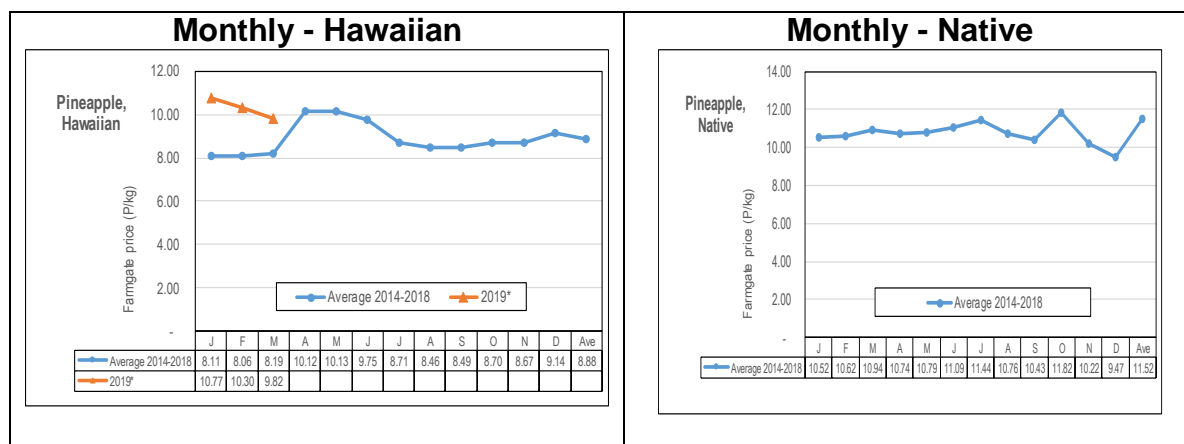 Monthly - Hawaiian
Pineapple,
Hawaiian
Farmgate price (P/kg)
12.00
10.00
8.00
6.00
4.00
2.00
-
Average 2014-2018 2019*
J F M A M J J A S O N D Ave
Average 2014-2018 8.11 8.06 8.19 10.12 10.13 9.75 8.71 8.46 8.49 8.70 8.67 9.14 8.88
2019* 10.77 10.30 9.82
Monthly - Native
Pineapple,
Native
Farmgate price (P/kg)
14.00
12.00
10.00
8.00
6.00
4.00
2.00
-
Average 2014-2018
J F M A M J J A S O N D Ave
Average 2014-2018 10.52 10.62 10.94 10.74 10.79 11.09 11.44 10.76 10.43 11.82 10.22 9.47 11.52